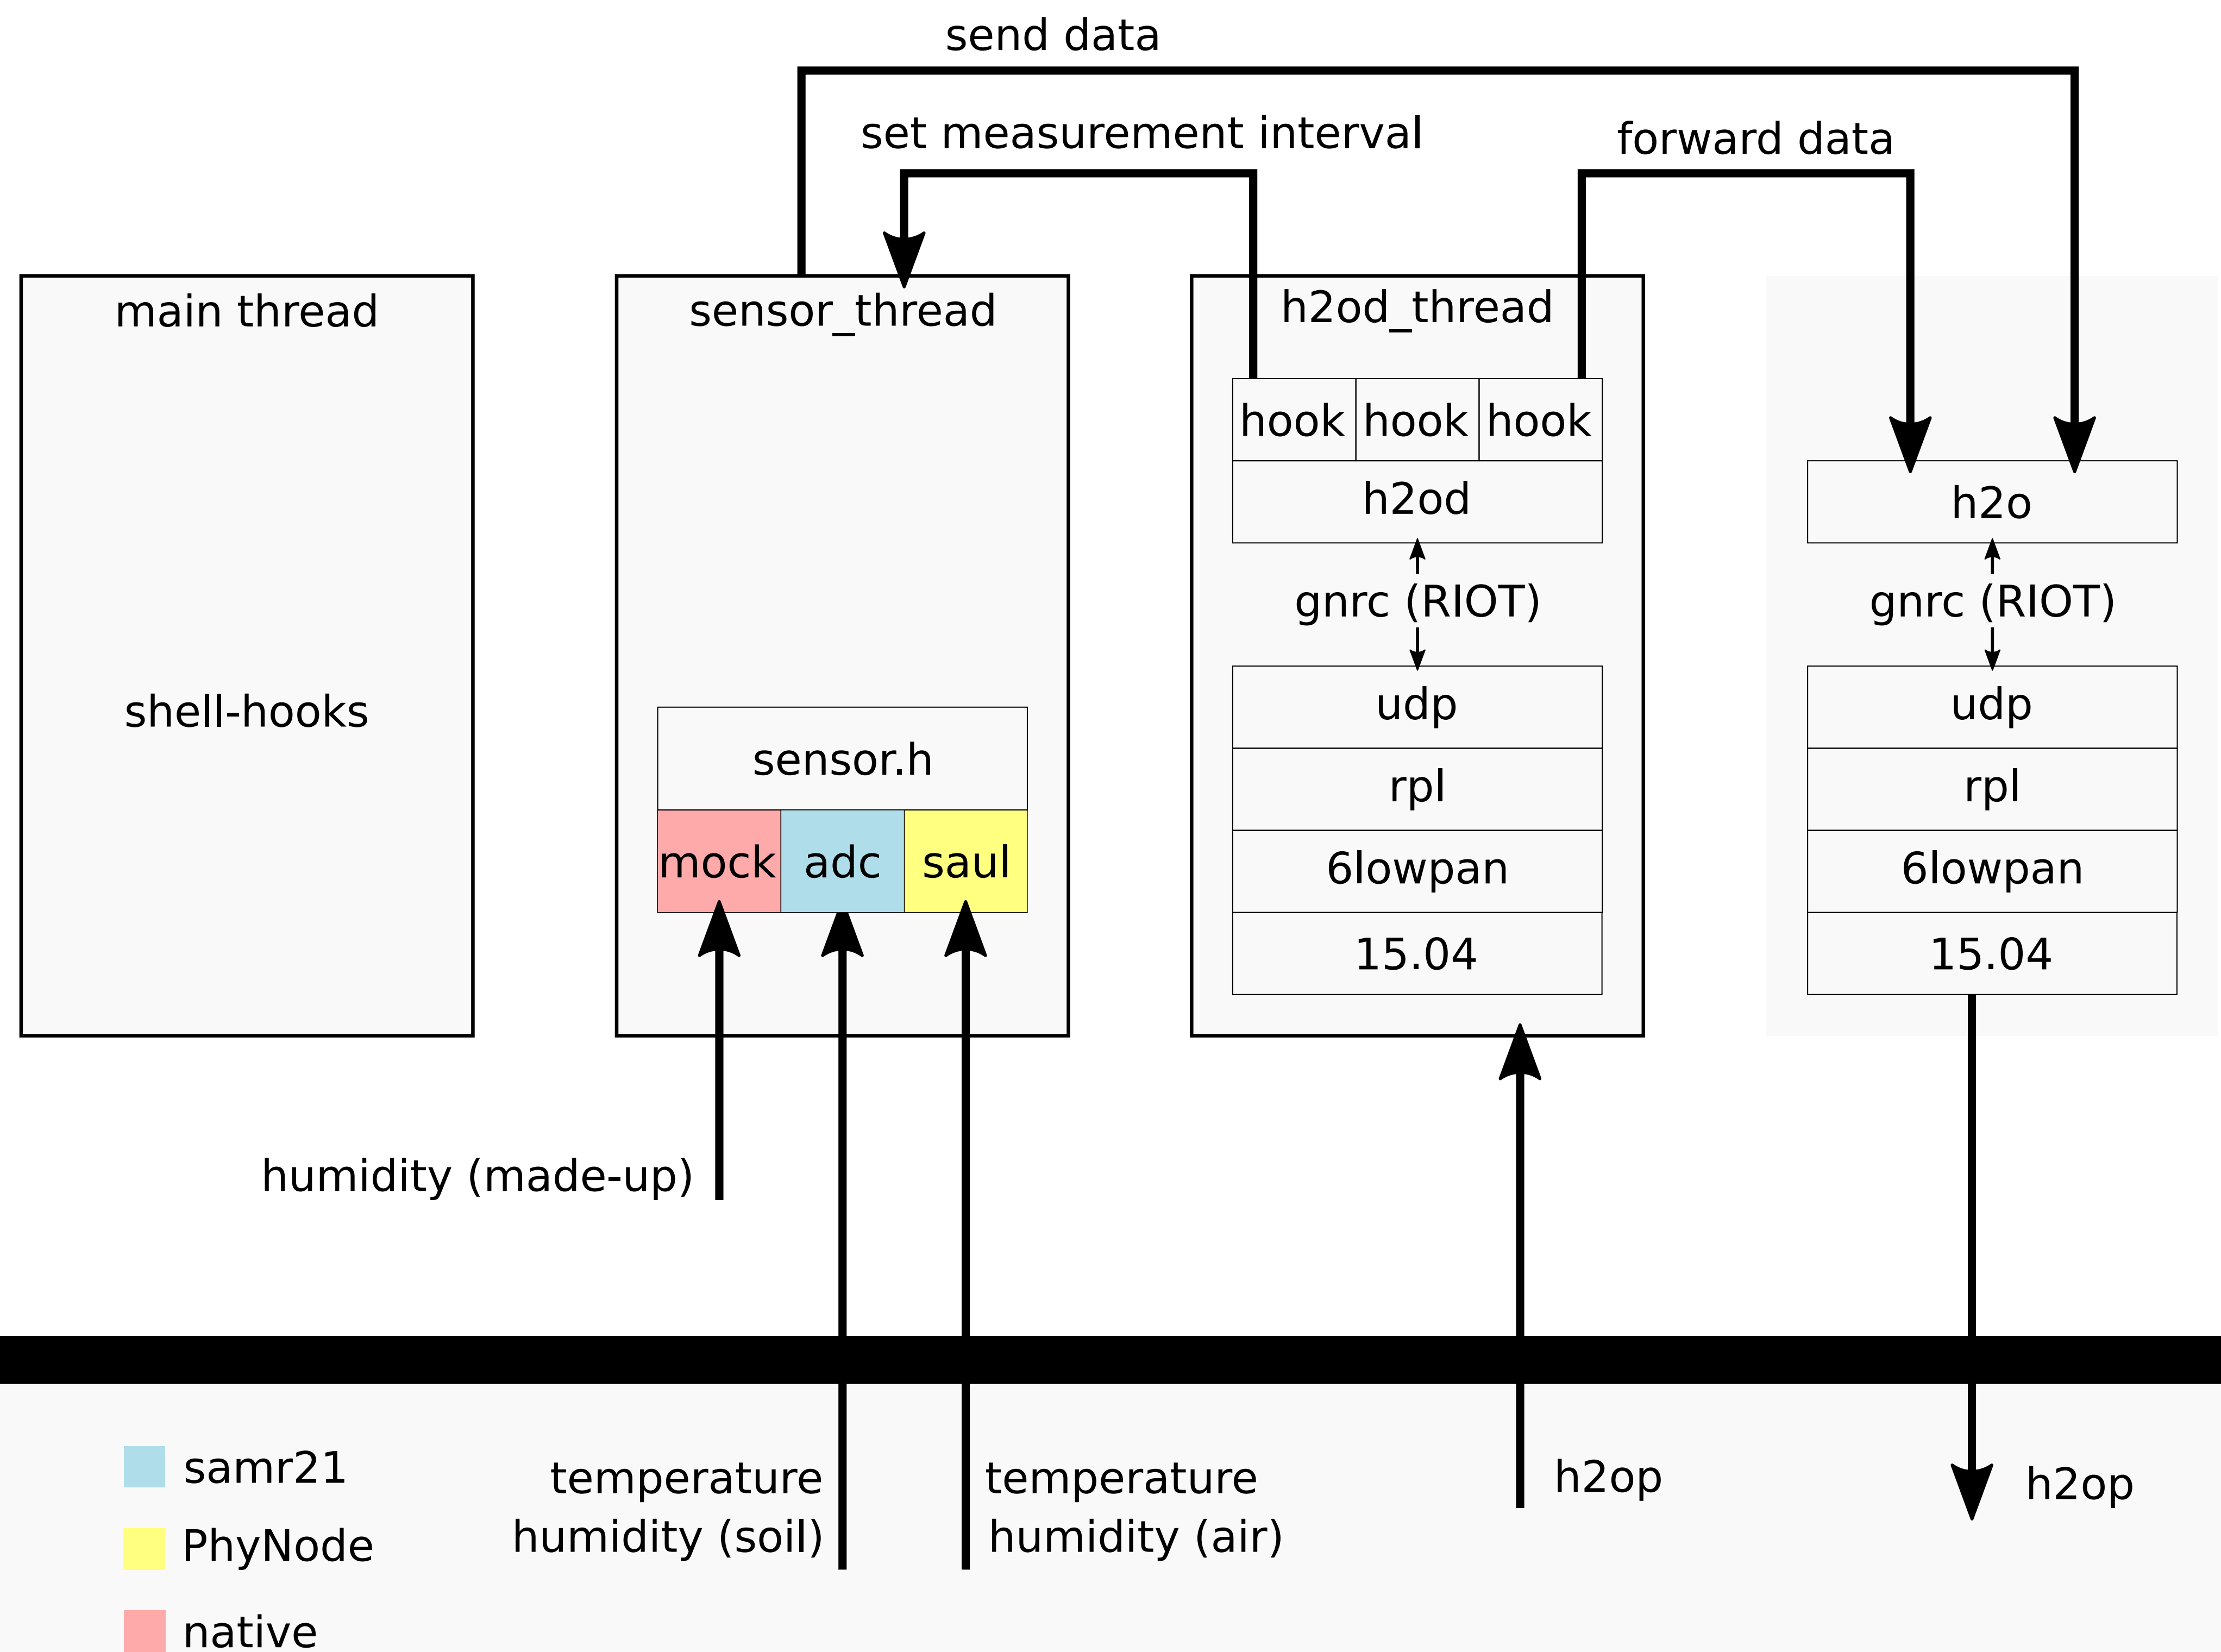 send data
set measurement interval
forward data
main thread
shell-hooks
sensor_thread
sensor.h
mock
adc
saul
h2od_thread
hook
hook
hook
h2od
gnrc (RIOT)
udp
rpl
6lowpan
15.04
h2o
gnrc (RIOT)
udp
rpl
6lowpan
15.04
humidity (made-up)
samr21
PhyNode
native
temperature
humidity (soil)
temperature
humidity (air)
h2op
h2op